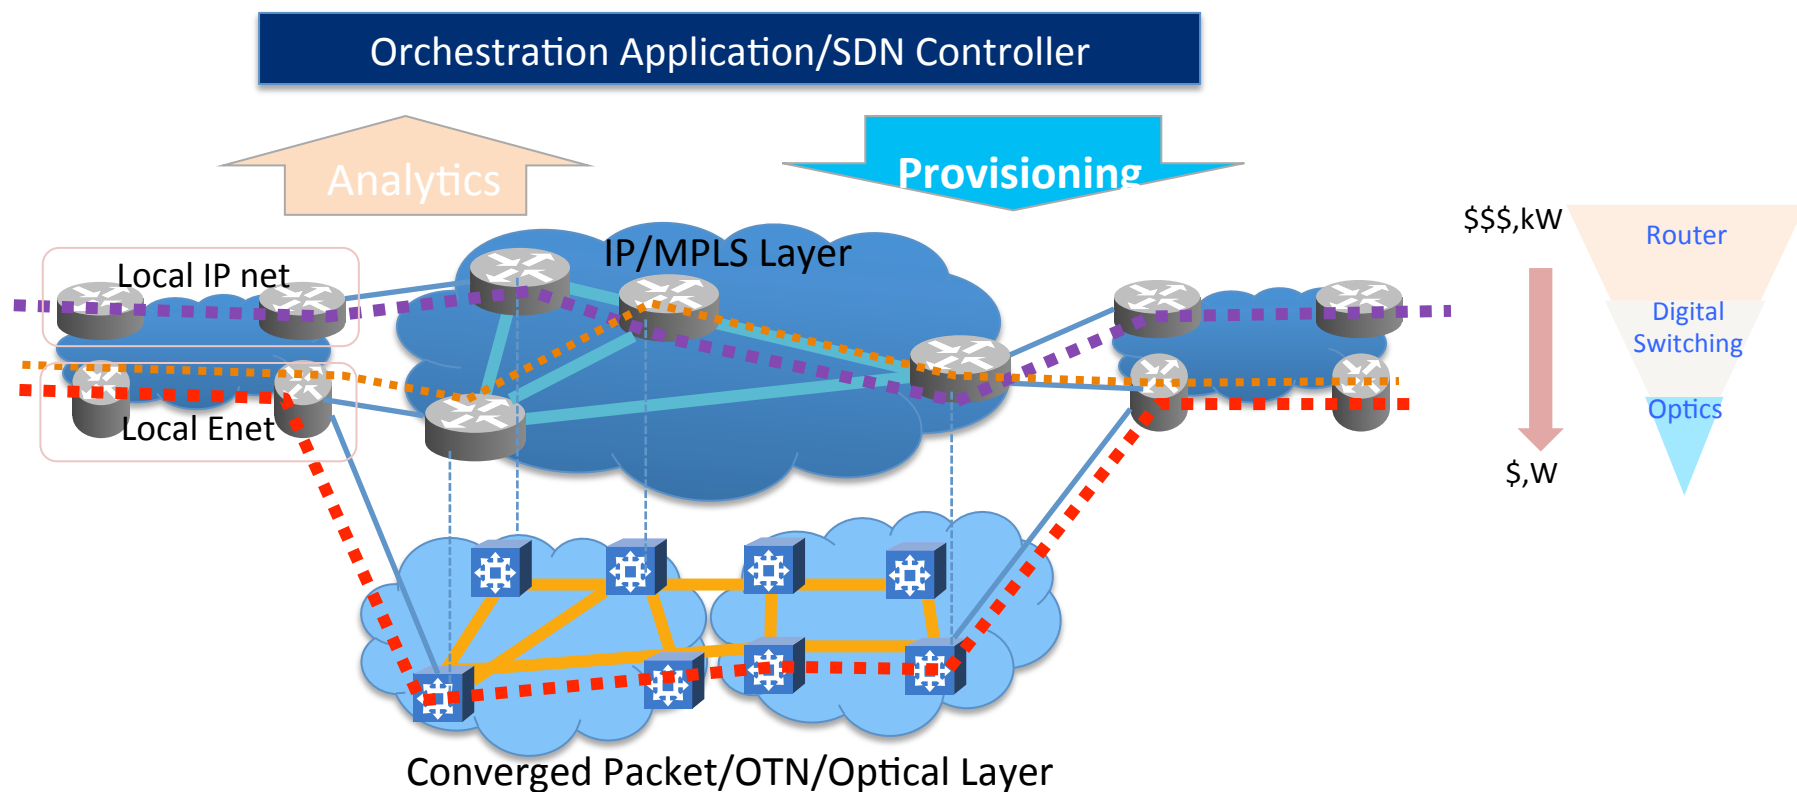 Orchestration Application/SDN Controller
Analytics
Provisioning
IP/MPLS Layer
Local IP net
Local Enet
$$$,kW
Router
Digital
Switching
Optics
$,W
Converged Packet/OTN/Optical Layer